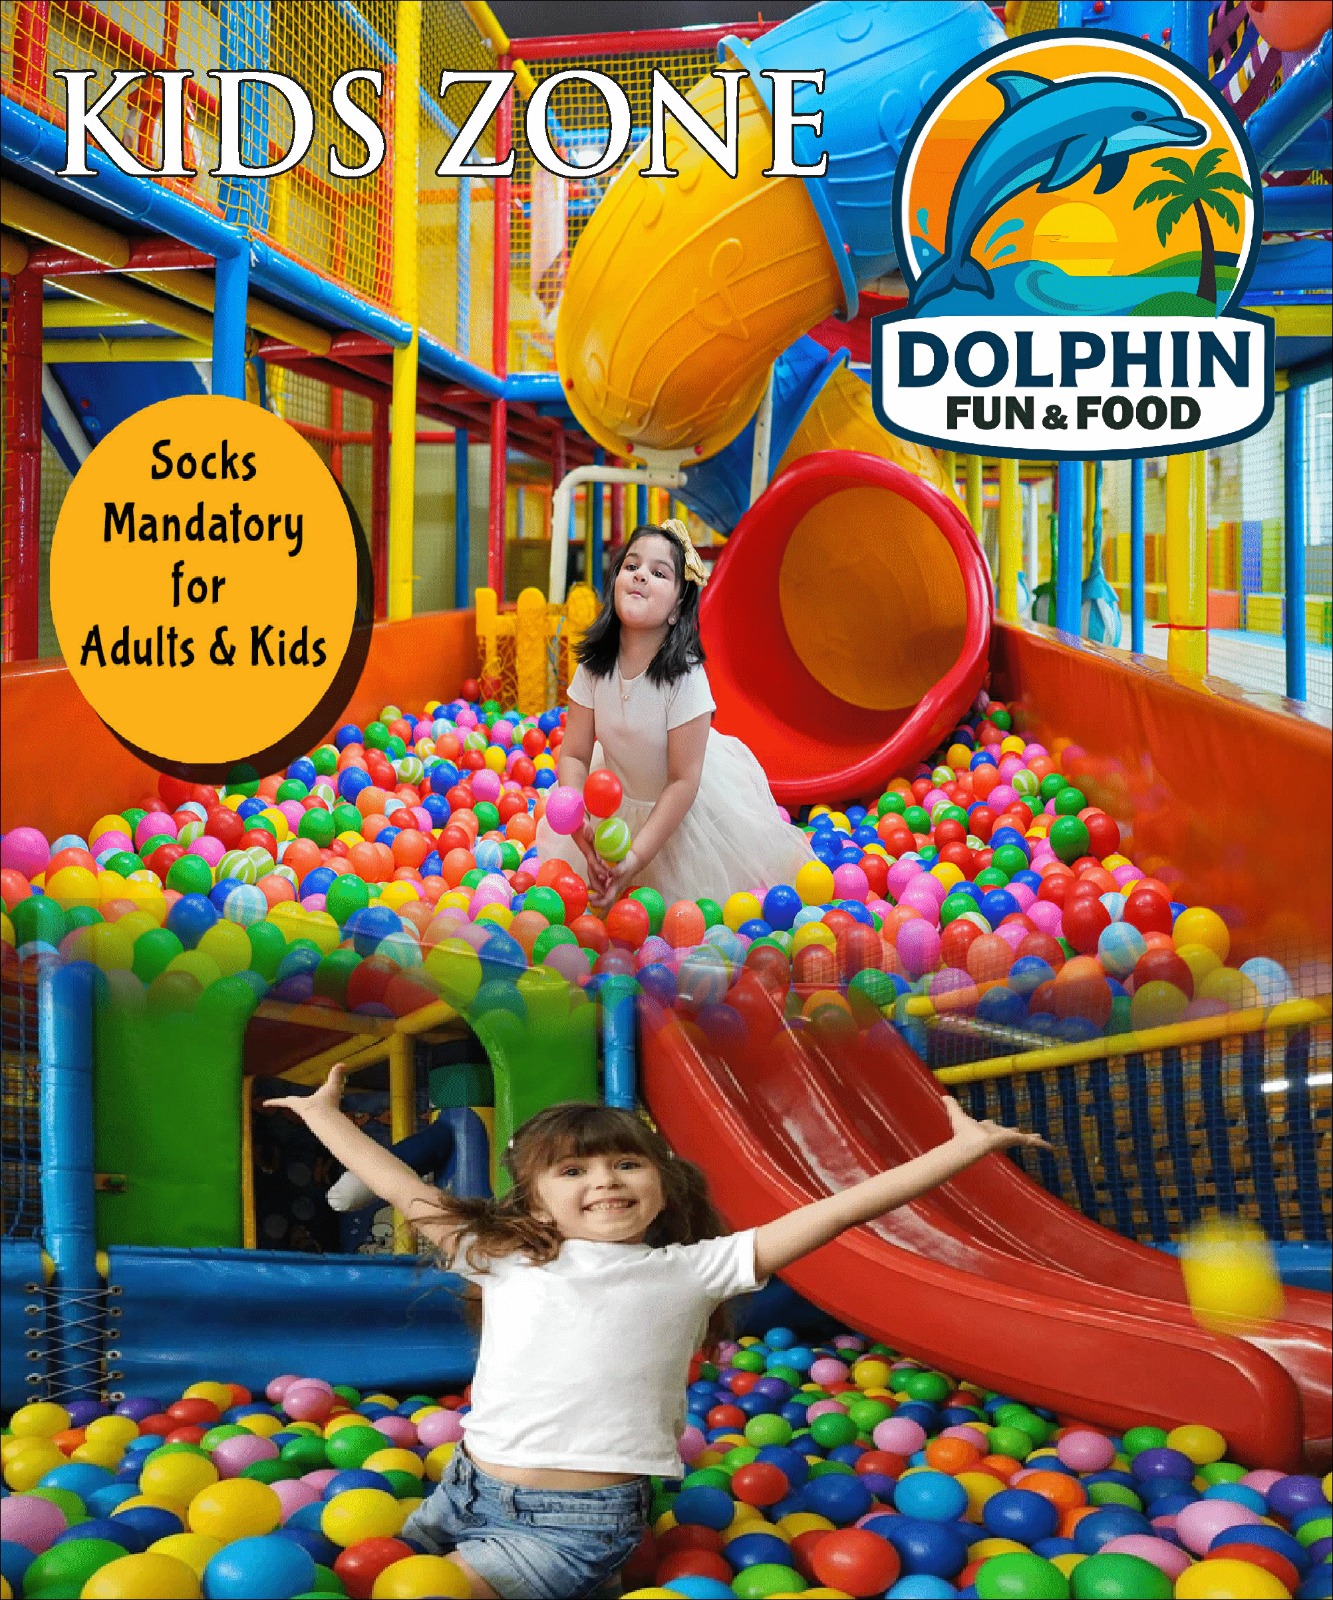 KIDS ZONE
DOLPHIN
FUN & FOOD
Socks
Mandatory
for
Adults & Kids